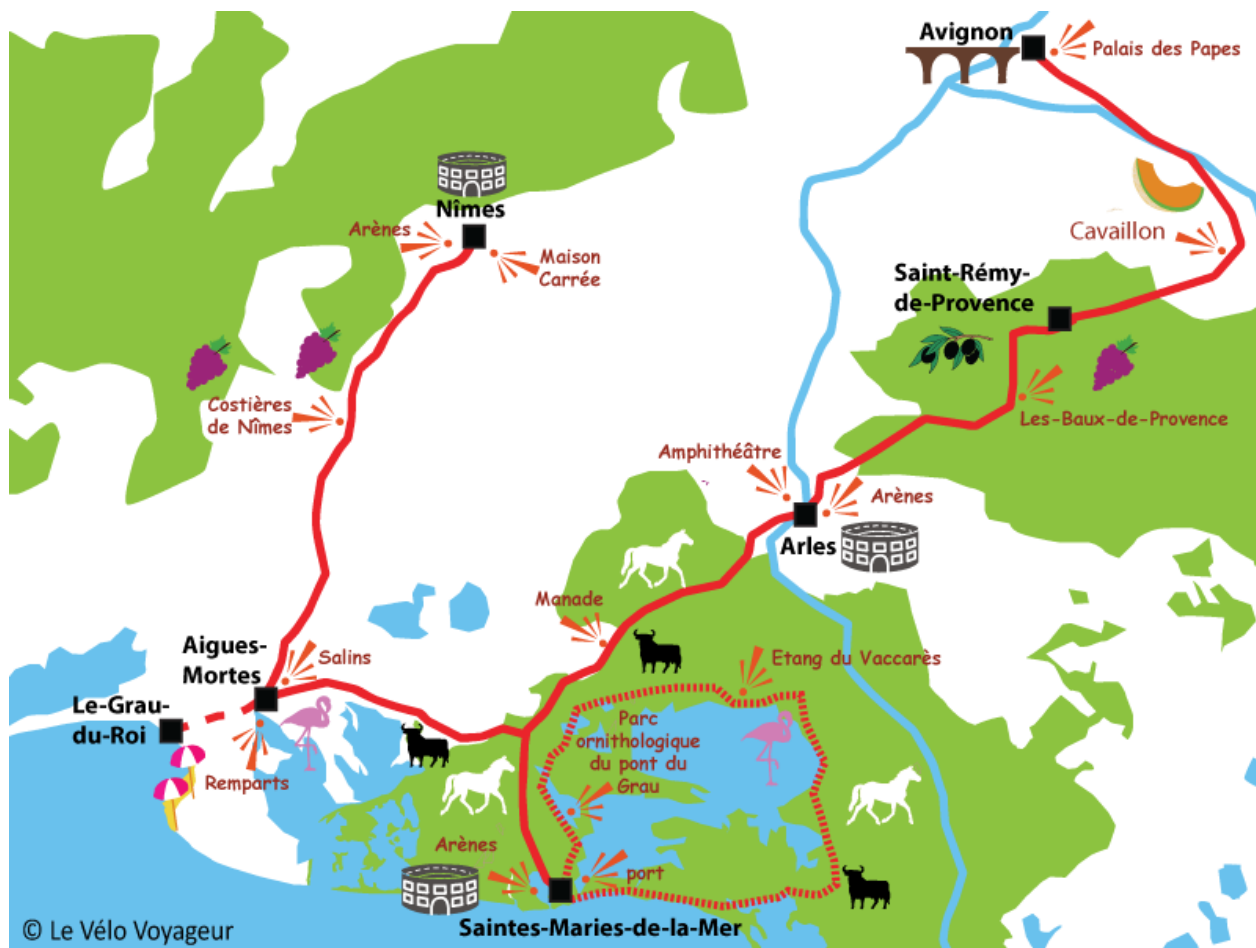 Avignon
Palais des Papes
Nîmes
Arènes
Maison
Carrée
Cavaillon
Saint-Rémy-
de-Provence
Costières
de Nîmes
Les-Baux-de-Provence
Amphithéâtre
Arènes
Arles
Manade
Aigues-
Mortes
Salins
Etang du Vaccarès
Le-Grau-
du-Roi
Parc
ornithologique
du pont du
Grau
Remparts
Arènes
port
Saintes-Maries-de-la-Mer
© Le Vélo Voyageur